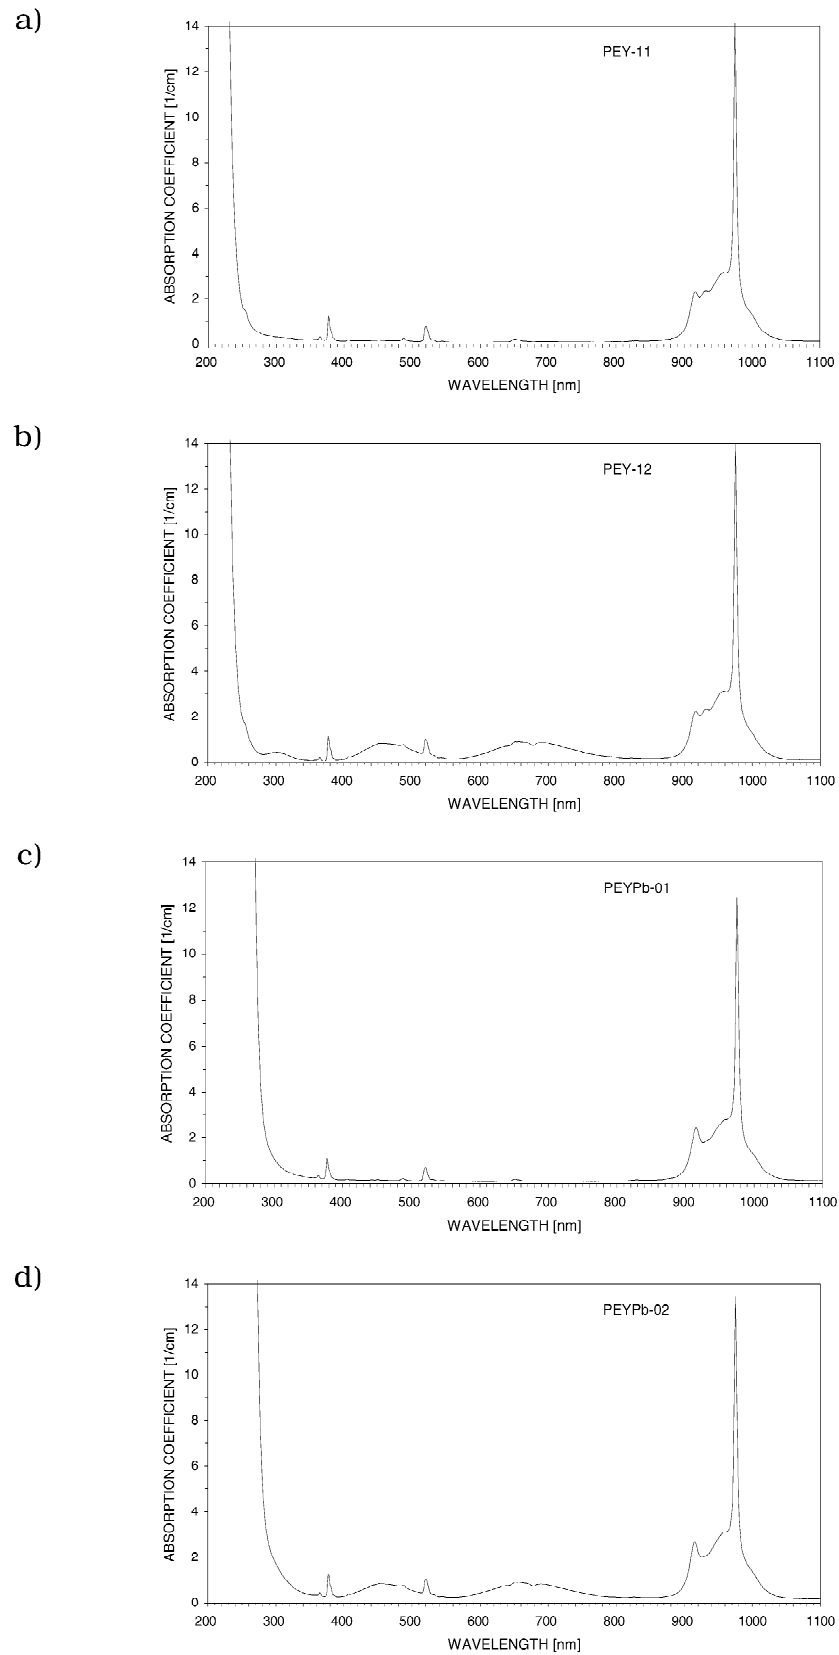 a)
PEY-11
ABSORPTION COEFFICIENT [1/cm]
14
12
10
8
6
4
2
0
200 300 400 500 600 700 800 900 1000 1100
WAVELENGTH [nm]
b)
PEY-12
ABSORPTION COEFFICIENT [1/cm]
14
12
10
8
6
4
2
0
200 300 400 500 600 700 800 900 1000 1100
WAVELENGTH [nm]
c)
PEYPb-01
ABSORPTION COEFFICIENT [1/cm]
14
12
10
8
6
4
2
0
200 300 400 500 600 700 800 900 1000 1100
WAVELENGTH [nm]
d)
PEYPb-02
ABSORPTION COEFFICIENT [1/cm]
14
12
10
8
6
4
2
0
200 300 400 500 600 700 800 900 1000 1100
WAVELENGTH [nm]